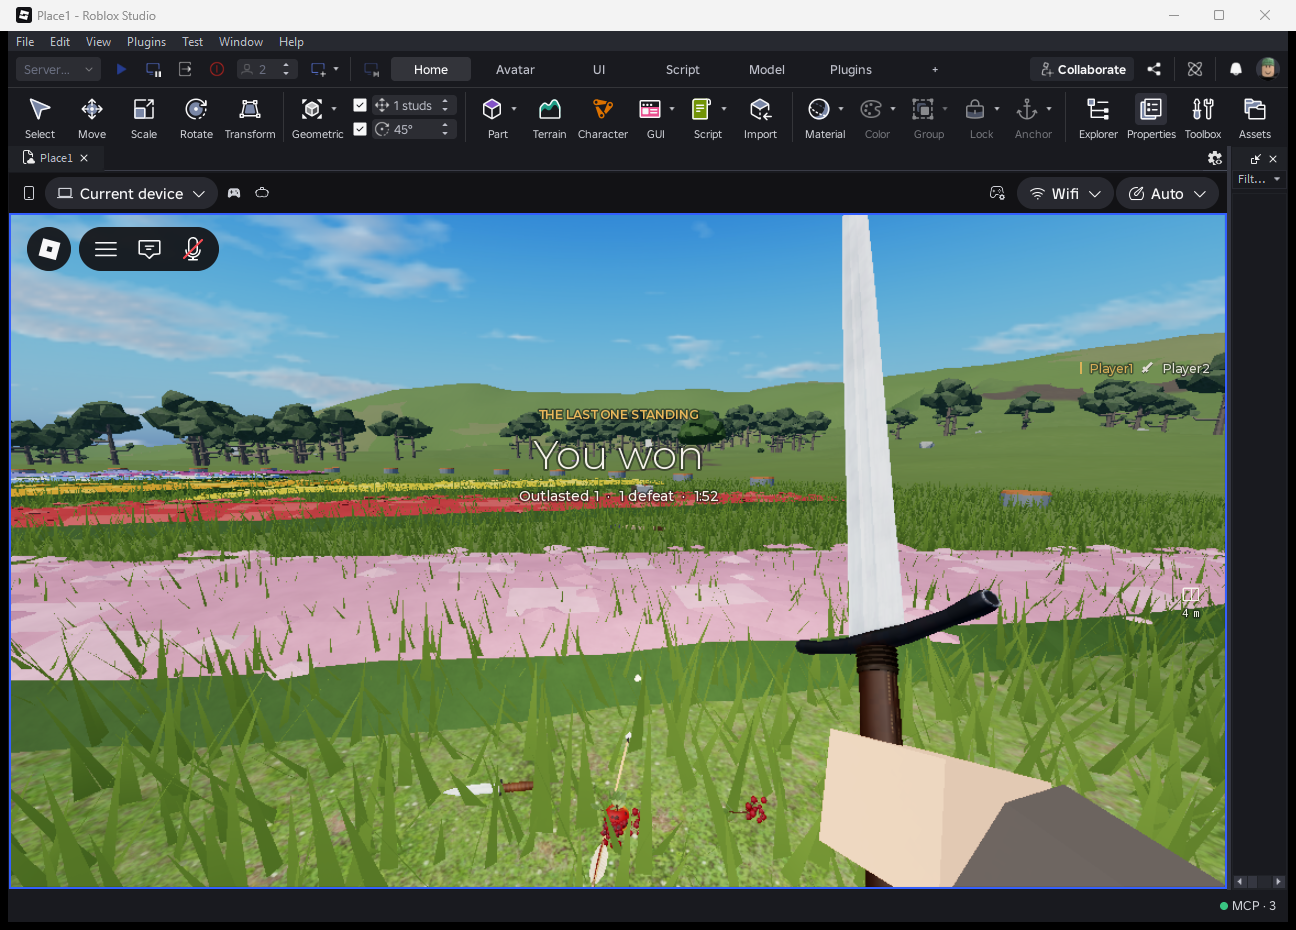 Place1 - Roblox Studio
File Edit View Plugins Test Window Help
Server... 2 Home Avatar UI Script Model Plugins + Collaborate
1 studs
45°
Select Move Scale Rotate Transform Geometric Part Terrain Character GUI Script Import Material Color Group Lock Anchor Explorer Properties Toolbox Assets
Place1
Filt...
Current device Wifi Auto
Player1 Player2
THE LAST ONE STANDING
You won
Outlasted 1 · 1 defeat · 1:52
4 m
MCP · 3